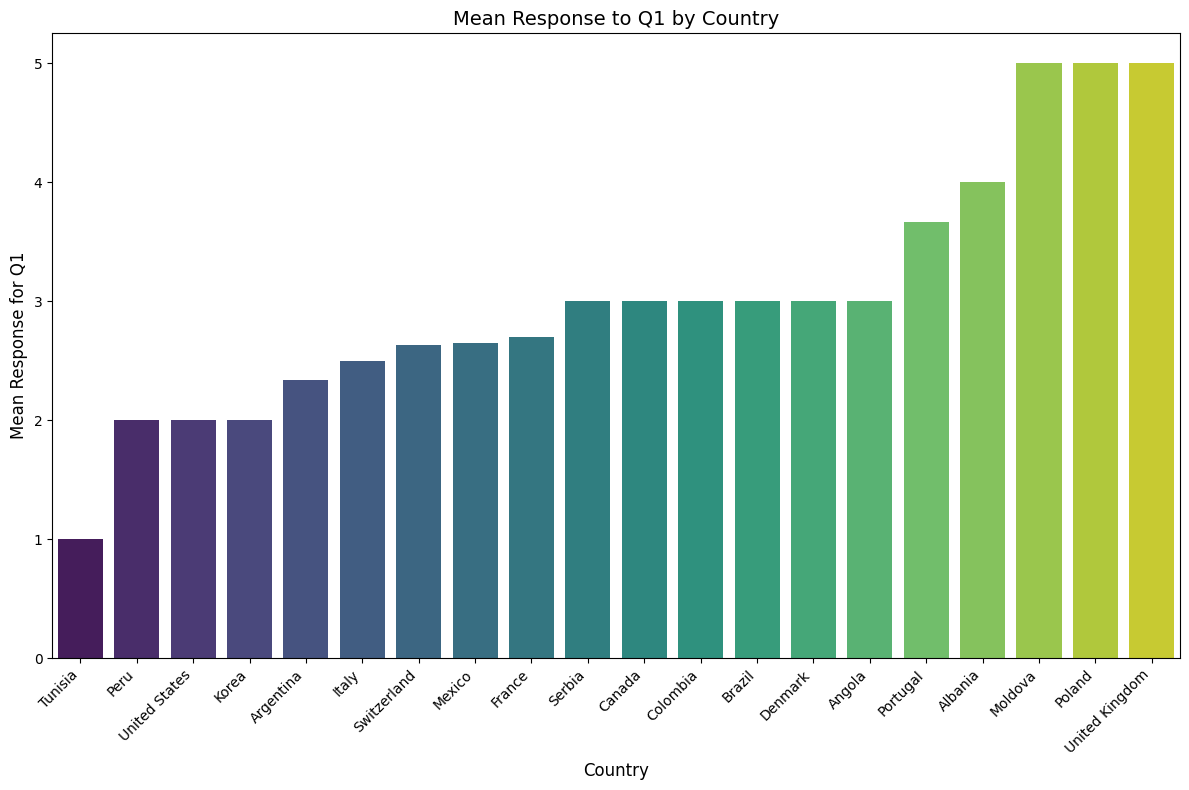 Mean Response to Q1 by Country
Mean Response for Q1
5
4
3
2
1
0
Tunisia
Peru
United States
Korea
Argentina
Italy
Switzerland
Mexico
France
Serbia
Canada
Colombia
Brazil
Denmark
Angola
Portugal
Albania
Moldova
Poland
United Kingdom
Country